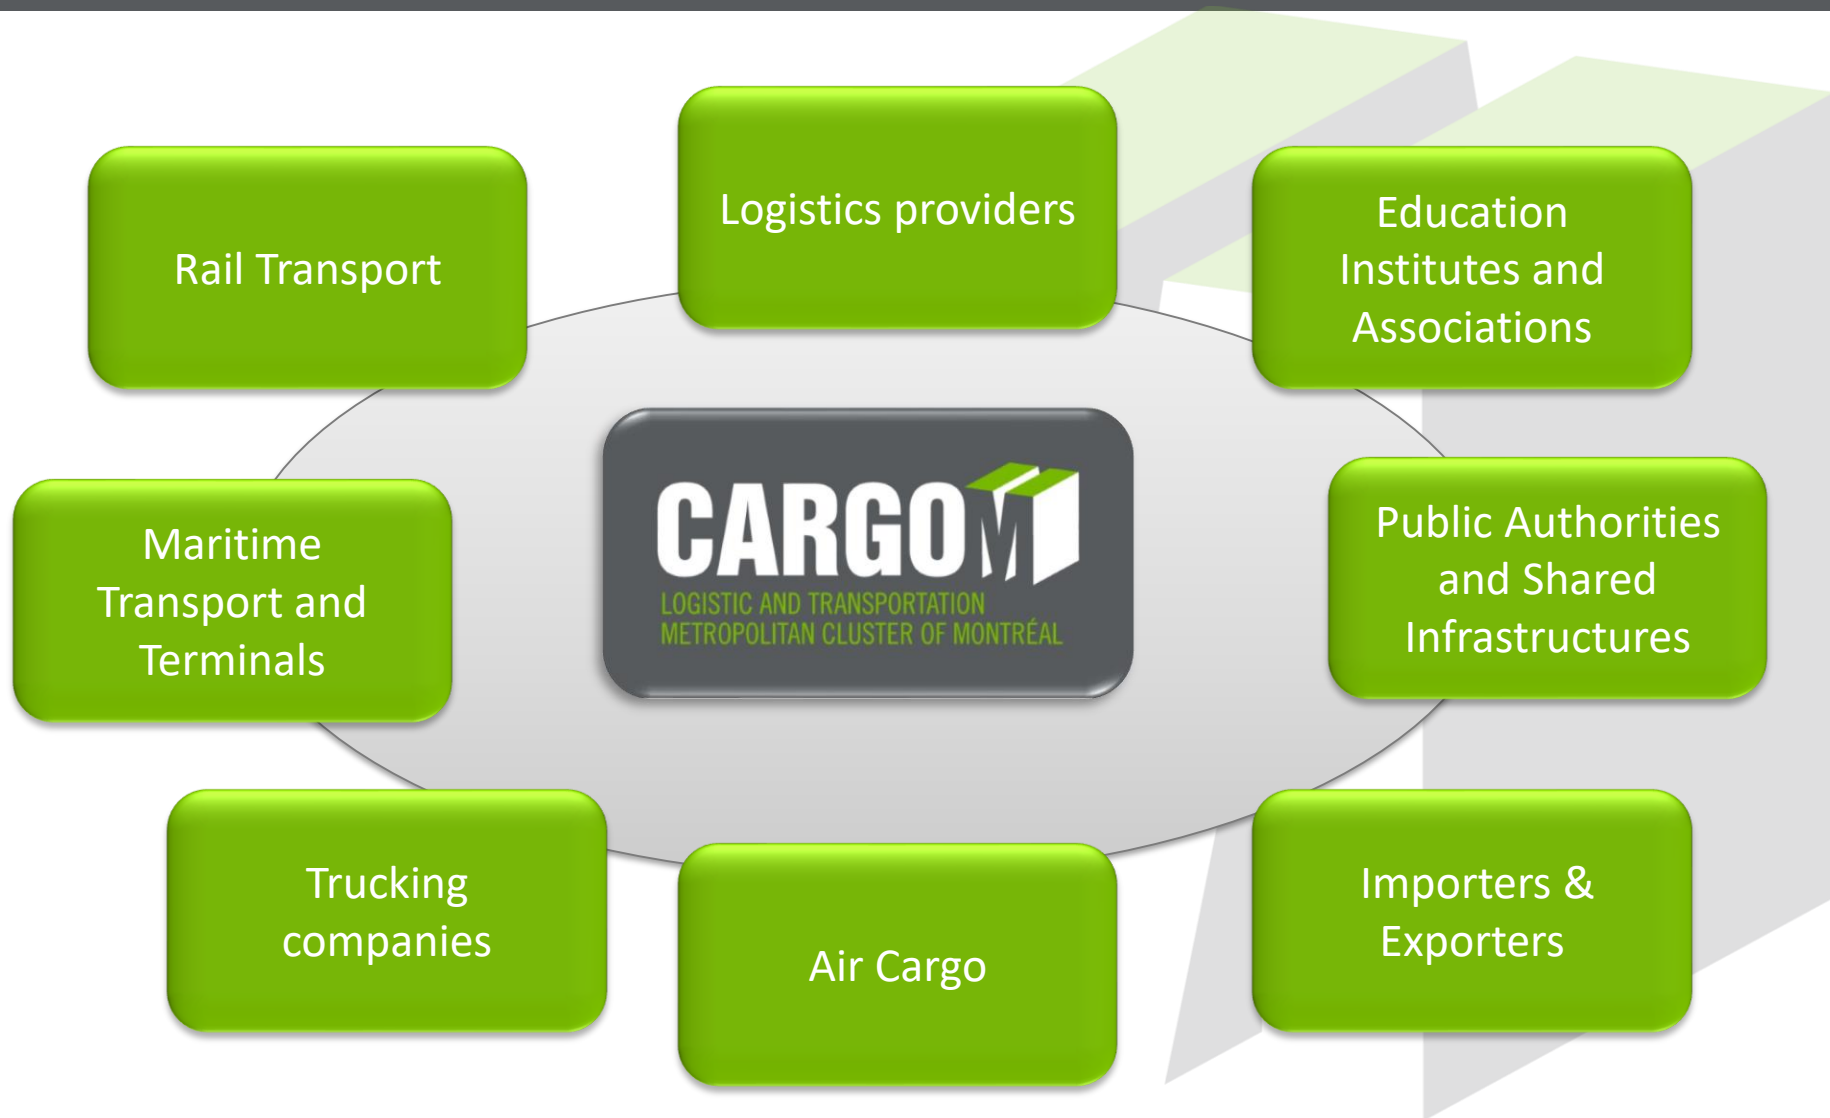 Logistics providers
Rail Transport
Education
Institutes and
Associations
CARGOM
LOGISTIC AND TRANSPORTATION
METROPOLITAN CLUSTER OF MONTRÉAL
Maritime
Transport and
Terminals
Public Authorities
and Shared
Infrastructures
Trucking
companies
Air Cargo
Importers &
Exporters